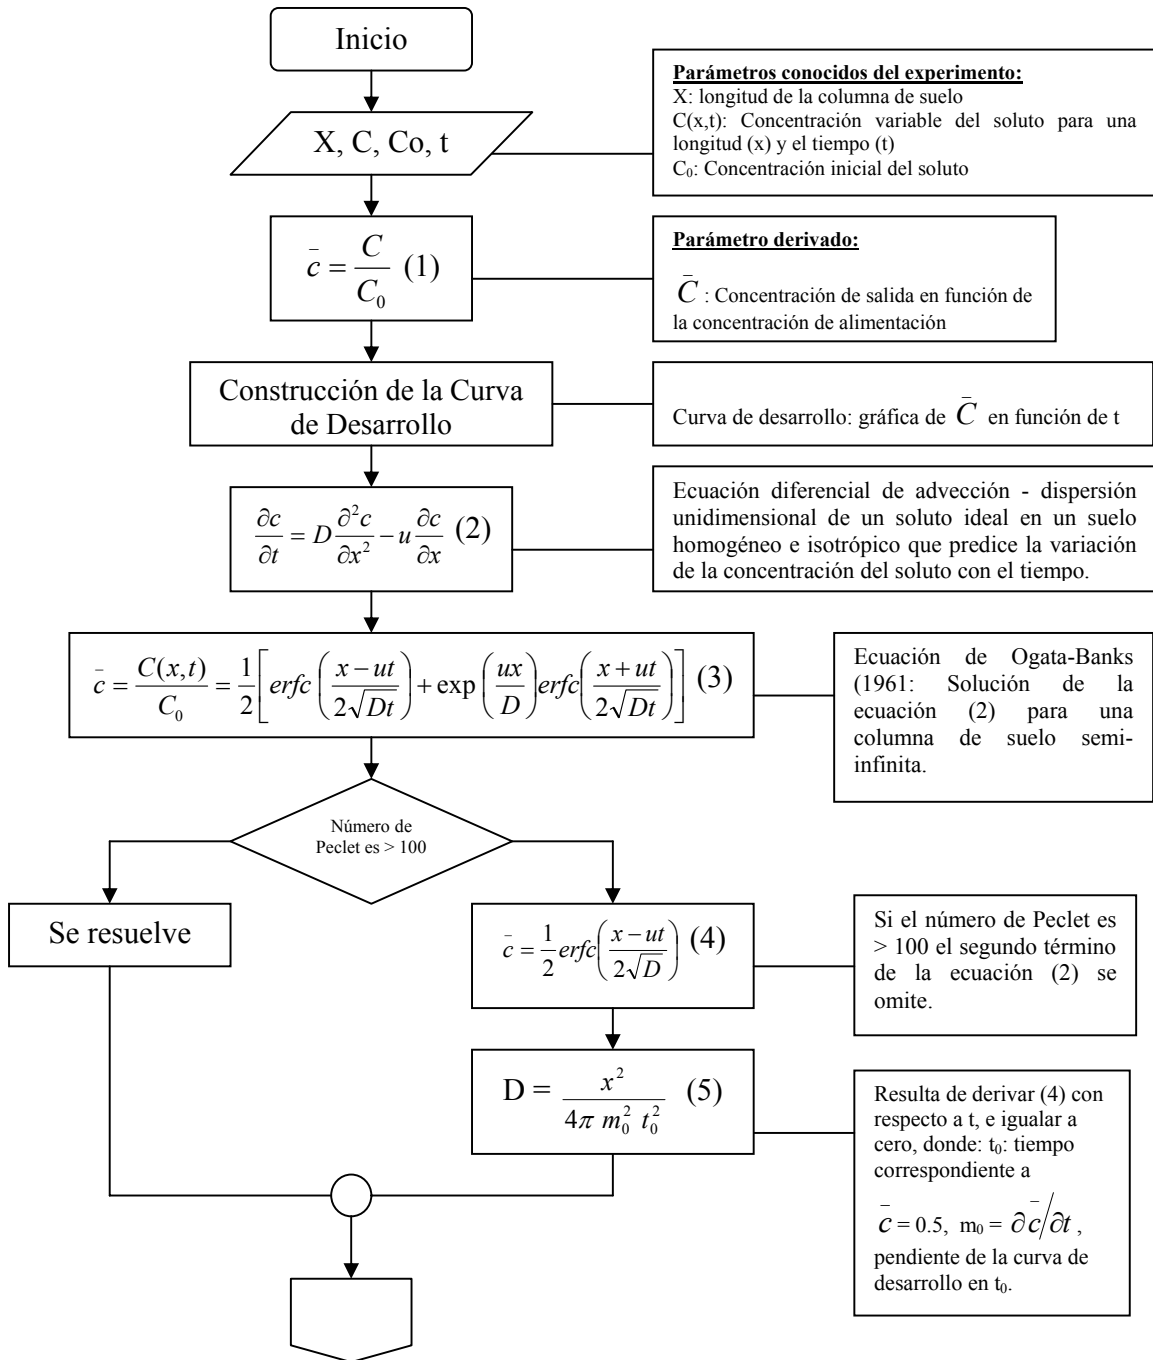 Inicio
Parámetros conocidos del experimento:
X: longitud de la columna de suelo
C(x,t): Concentración variable del soluto para una
longitud (x) y el tiempo (t)
C₀: Concentración inicial del soluto
X, C, Co, t
c̄ = C/C₀ (1)
Parámetro derivado:
C̄ : Concentración de salida en función de
la concentración de alimentación
Construcción de la Curva
de Desarrollo
Curva de desarrollo: gráfica de C̄ en función de t
∂c/∂t = D ∂²c/∂x² − u ∂c/∂x (2)
Ecuación diferencial de advección - dispersión
unidimensional de un soluto ideal en un suelo
homogéneo e isotrópico que predice la variación
de la concentración del soluto con el tiempo.
c̄ = C(x,t)/C₀ = 1/2 [erfc ((x − ut)/(2√Dt)) + exp (ux/D) erfc ((x + ut)/(2√Dt))] (3)
Ecuación de Ogata-Banks
(1961: Solución de la
ecuación (2) para una
columna de suelo semi-
infinita.
Número de
Peclet es > 100
Se resuelve
c̄ = 1/2 erfc ((x − ut)/(2√D)) (4)
Si el número de Peclet es
> 100 el segundo término
de la ecuación (2) se
omite.
D = x²/(4π m₀² t₀²) (5)
Resulta de derivar (4) con
respecto a t, e igualar a
cero, donde: t₀: tiempo
correspondiente a
c̄ = 0.5, m₀ = ∂c̄/∂t ,
pendiente de la curva de
desarrollo en t₀.